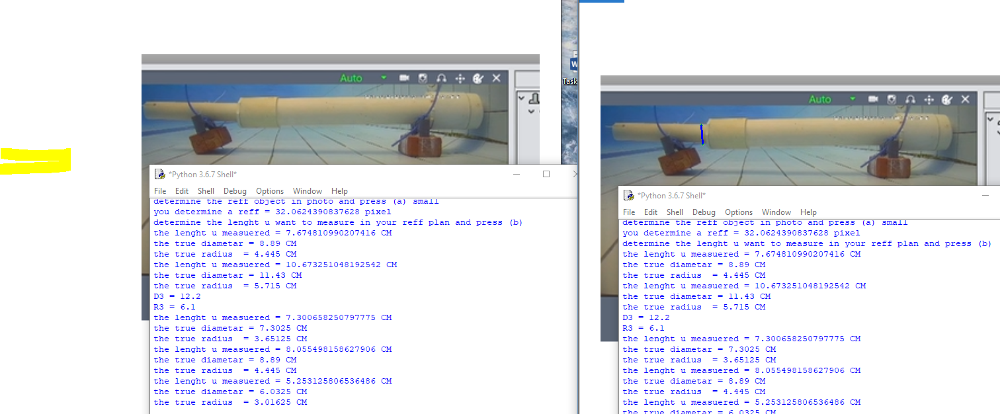 Auto
*Python 3.6.7 Shell*
File Edit Shell Debug Options Window Help
determine the reff object in photo and press (a) small
you determine a reff = 32.0624390837628 pixel
determine the lenght u want to measure in your reff plan and press (b)
the lenght u measuered = 7.674810990207416 CM
the true diametar = 8.89 CM
the true radius  = 4.445 CM
the lenght u measuered = 10.673251048192542 CM
the true diametar = 11.43 CM
the true radius  = 5.715 CM
D3 = 12.2
R3 = 6.1
the lenght u measuered = 7.300658250797775 CM
the true diametar = 7.3025 CM
the true radius  = 3.65125 CM
the lenght u measuered = 8.055498158627906 CM
the true diametar = 8.89 CM
the true radius  = 4.445 CM
the lenght u measuered = 5.253125806536486 CM
the true diametar = 6.0325 CM
the true radius  = 3.01625 CM
W
Task
Auto
*Python 3.6.7 Shell*
File Edit Shell Debug Options Window Help
determine the reff object in photo and press (a) small
you determine a reff = 32.0624390837628 pixel
determine the lenght u want to measure in your reff plan and press (b)
the lenght u measuered = 7.674810990207416 CM
the true diametar = 8.89 CM
the true radius  = 4.445 CM
the lenght u measuered = 10.673251048192542 CM
the true diametar = 11.43 CM
the true radius  = 5.715 CM
D3 = 12.2
R3 = 6.1
the lenght u measuered = 7.300658250797775 CM
the true diametar = 7.3025 CM
the true radius  = 3.65125 CM
the lenght u measuered = 8.055498158627906 CM
the true diametar = 8.89 CM
the true radius  = 4.445 CM
the lenght u measuered = 5.253125806536486 CM
the true diametar = 6.0325 CM